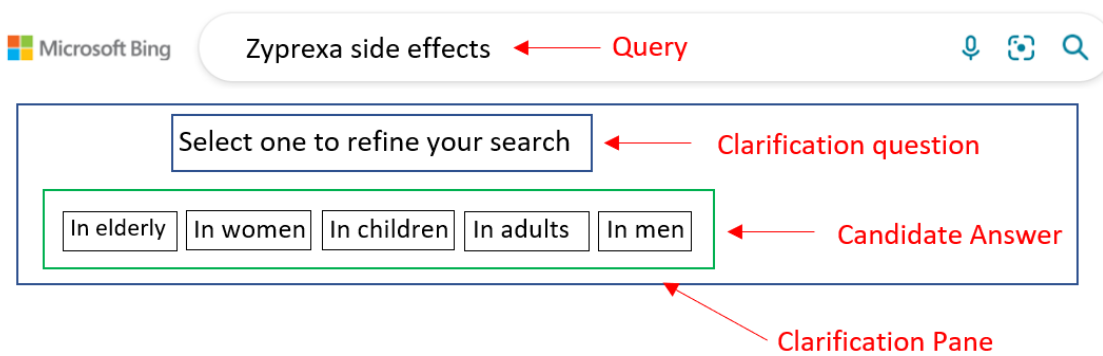 Microsoft Bing Zyprexa side effects Query
Select one to refine your search Clarification question
In elderly In women In children In adults In men Candidate Answer
Clarification Pane